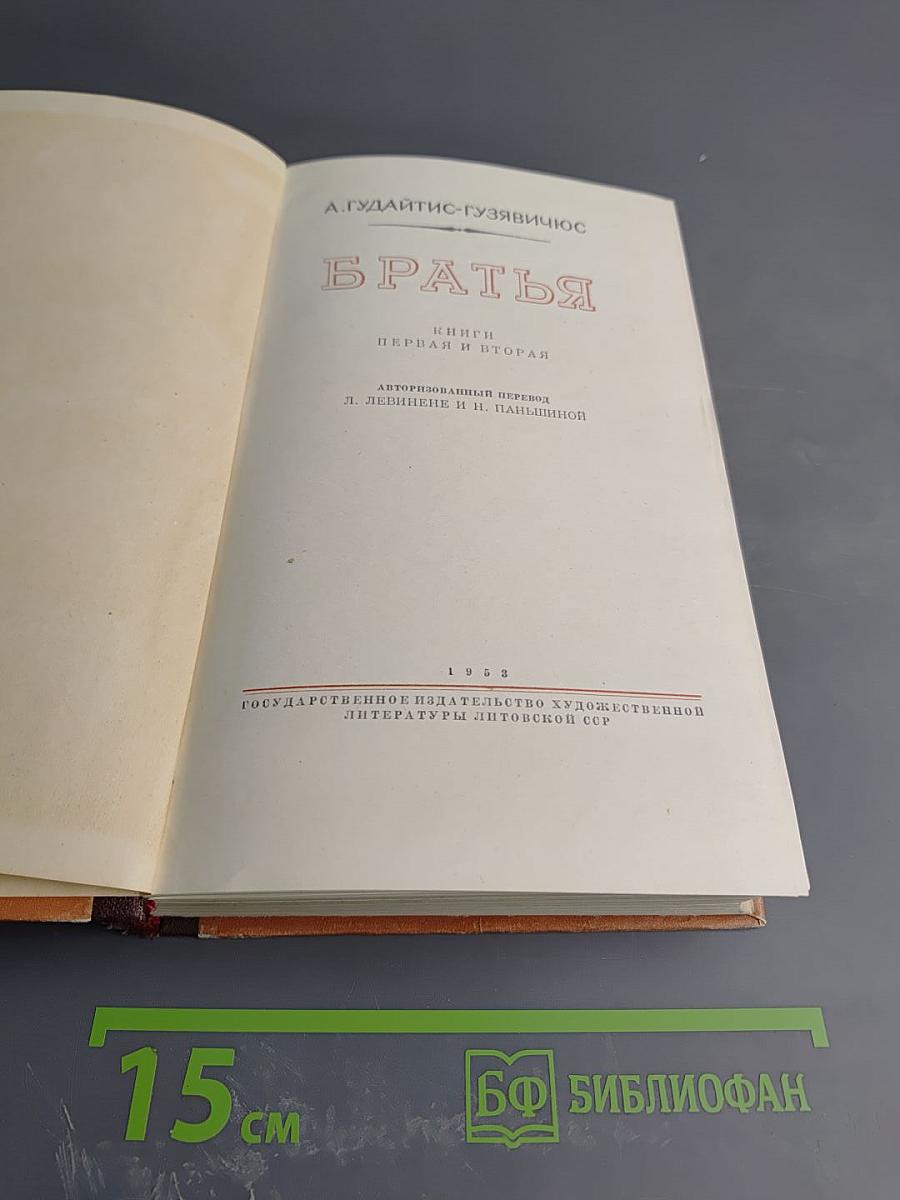 А. ГУДАЙТИС-ГУЗЯВИЧЮС
БРАТЬЯ
КНИГИ
ПЕРВАЯ И ВТОРАЯ
АВТОРИЗОВАННЫЙ ПЕРЕВОД
Л. ЛЕВИНЕНЕ И Н. ПАНЬШИНОЙ
1953
ГОСУДАРСТВЕННОЕ ИЗДАТЕЛЬСТВО ХУДОЖЕСТВЕННОЙ
ЛИТЕРАТУРЫ ЛИТОВСКОЙ ССР
15 см
БФ БИБЛИОФАН